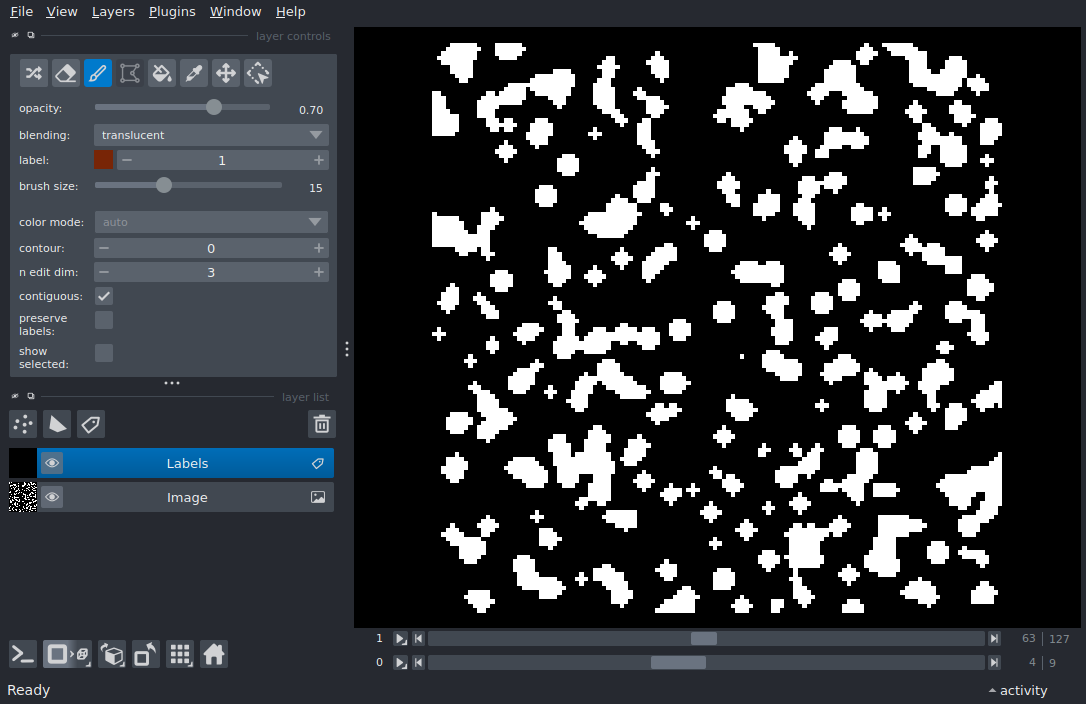 File View Layers Plugins Window Help
layer controls
opacity: 0.70
blending: translucent
label: 1
brush size: 15
color mode: auto
contour: 0
n edit dim: 3
contiguous:
preserve
labels:
show
selected:
layer list
Labels
Image
1 63 127
0 4 9
Ready activity